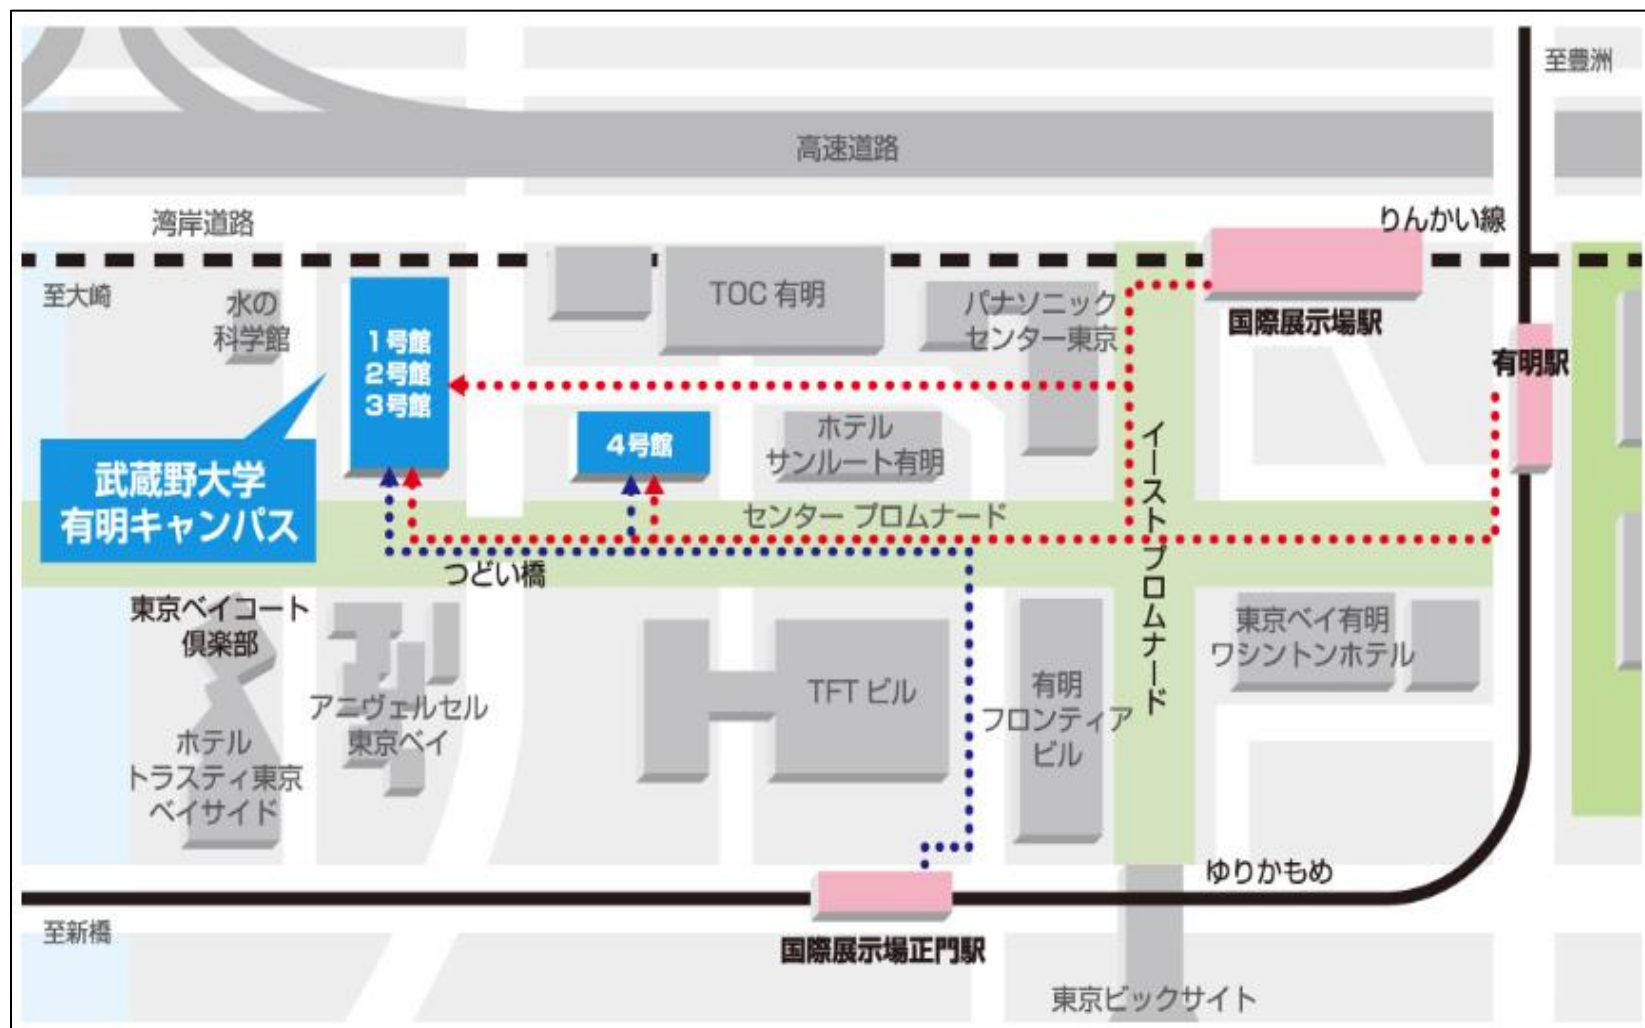 至豊洲
高速道路
湾岸道路
りんかい線
至大崎
水の
科学館
1号館
2号館
3号館
TOC 有明
パナソニック
センター東京
国際展示場駅
有明駅
4号館
ホテル
サンルート有明
イースト プロムナード
武蔵野大学
有明キャンパス
センター プロムナード
つどい橋
東京ベイコート
倶楽部
アニヴェルセル
東京ベイ
TFT ビル
有明
フロンティア
ビル
東京ベイ有明
ワシントンホテル
ホテル
トラスティ東京
ベイサイド
ゆりかもめ
至新橋
国際展示場正門駅
東京ビックサイト